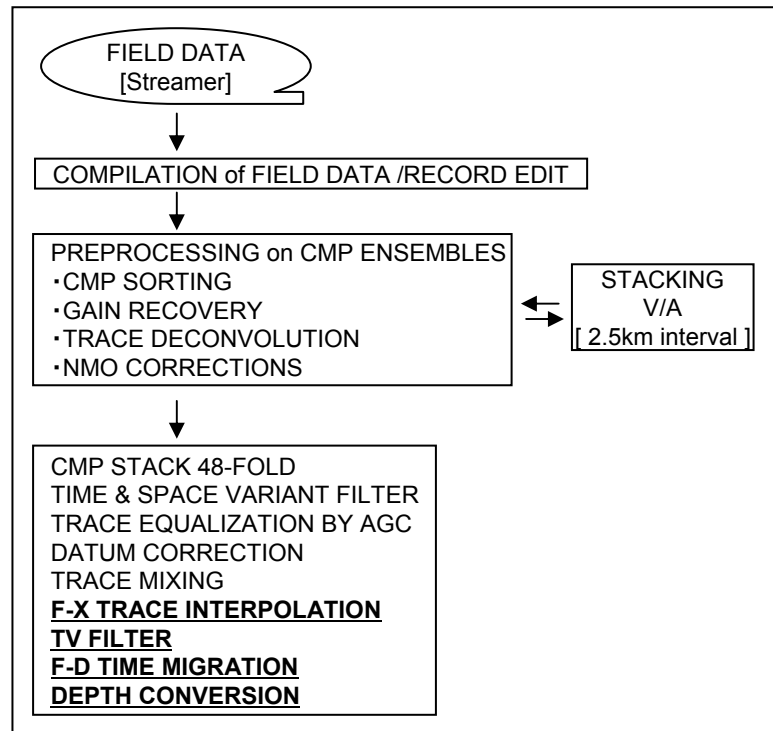 FIELD DATA
[Streamer]
COMPILATION of FIELD DATA /RECORD EDIT
PREPROCESSING on CMP ENSEMBLES
・CMP SORTING
・GAIN RECOVERY
・TRACE DECONVOLUTION
・NMO CORRECTIONS
STACKING
V/A
[ 2.5km interval ]
CMP STACK 48-FOLD
TIME & SPACE VARIANT FILTER
TRACE EQUALIZATION BY AGC
DATUM CORRECTION
TRACE MIXING
F-X TRACE INTERPOLATION
TV FILTER
F-D TIME MIGRATION
DEPTH CONVERSION